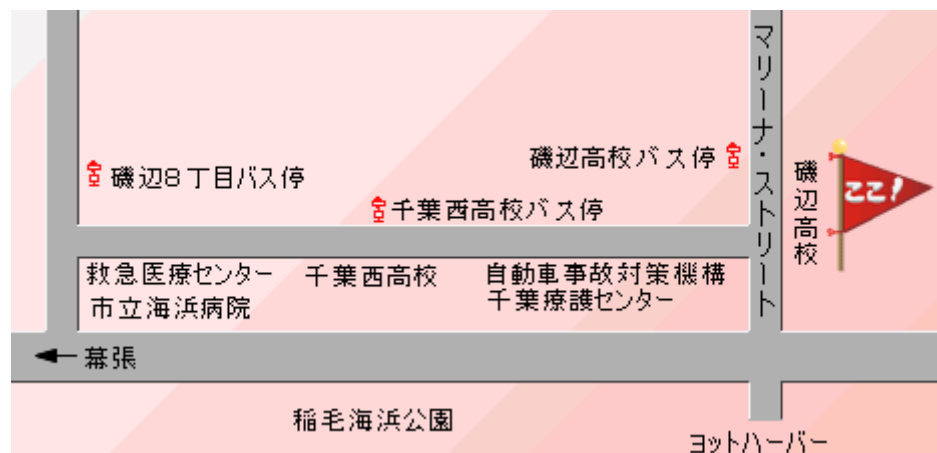 マリーナ・ストリート
磯辺高校バス停
磯辺8丁目バス停
千葉西高校バス停
磯辺高校
ここ!
救急医療センター
市立海浜病院
千葉西高校
自動車事故対策機構
千葉療護センター
幕張
稲毛海浜公園
ヨットハーバー